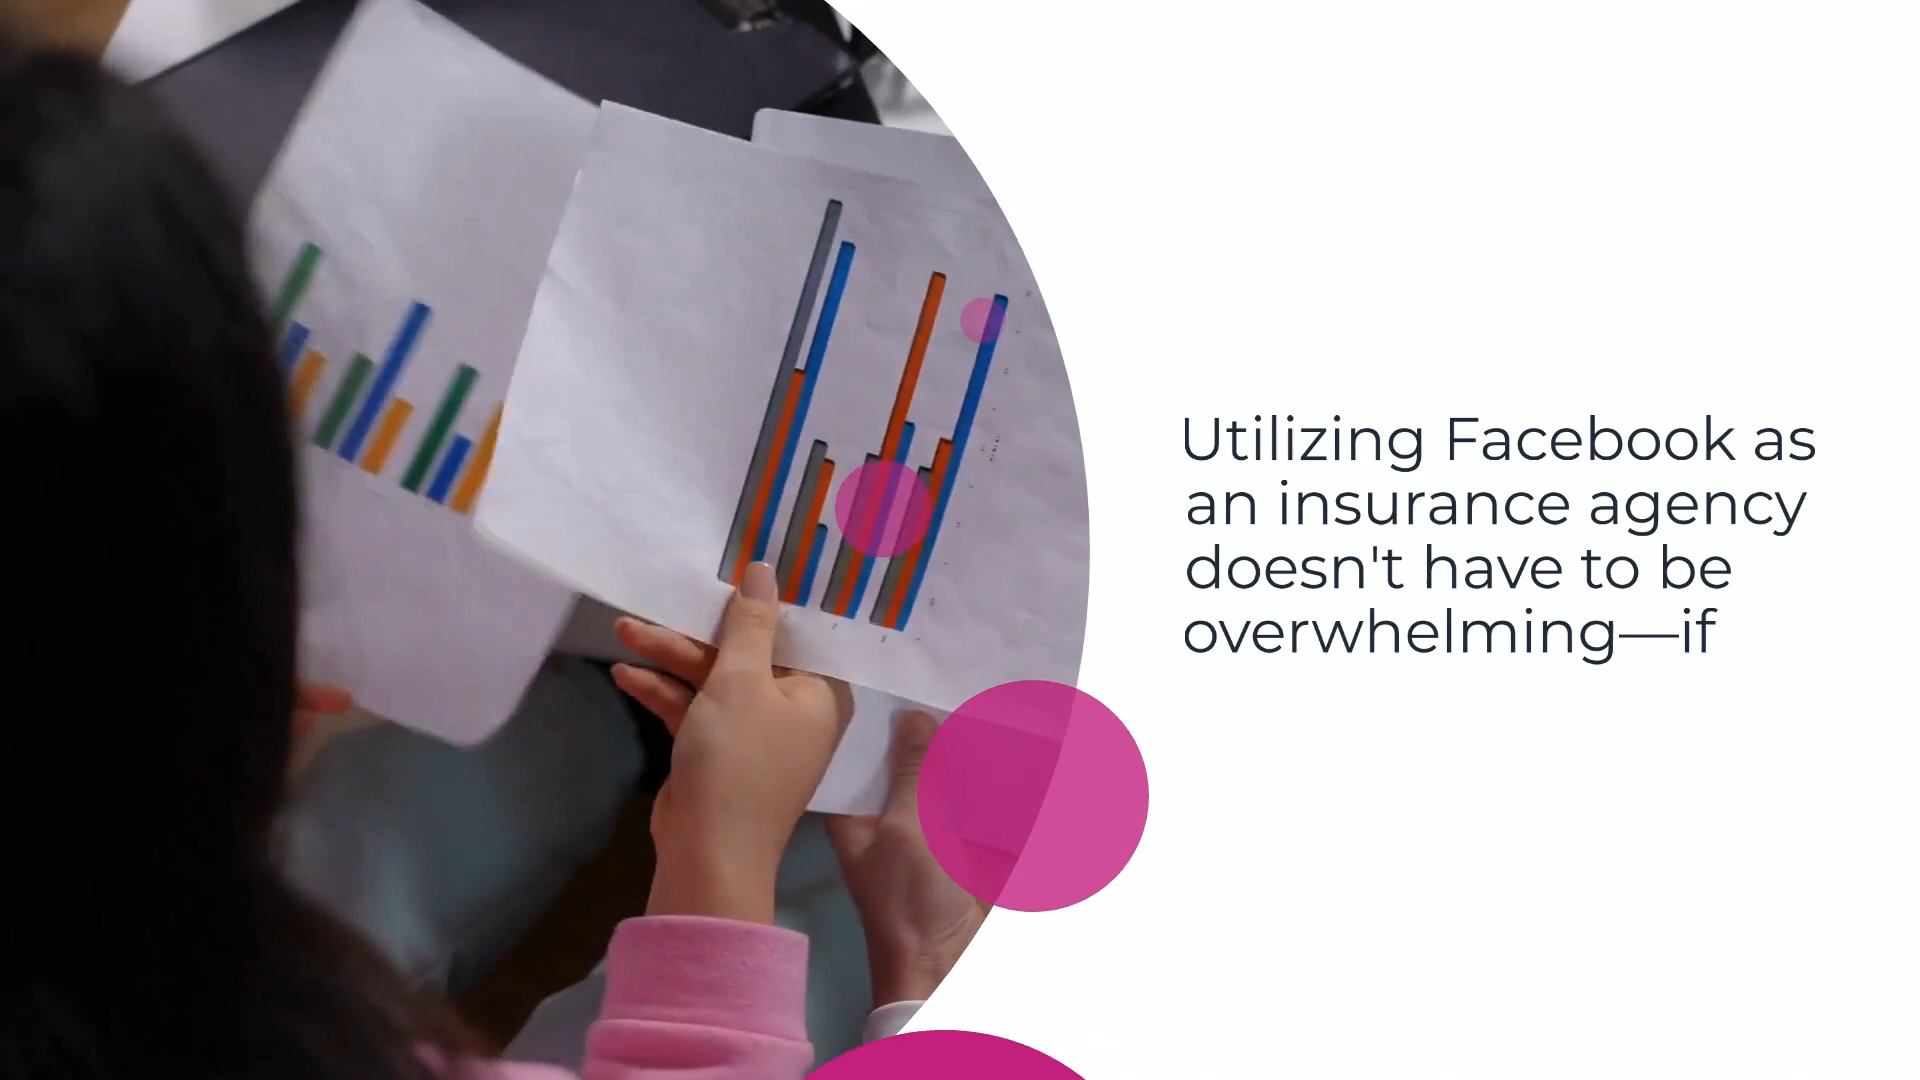 Utilizing Facebook as
an insurance agency
doesn't have to be
overwhelming—if